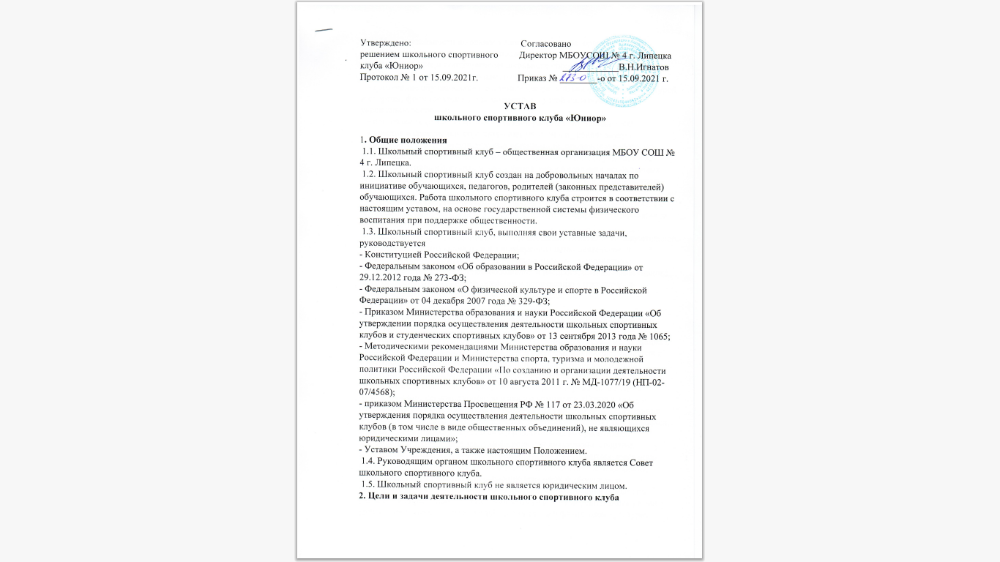 Утверждено:
решением школьного спортивного
клуба «Юниор»
Протокол № 1 от 15.09.2021г.
Согласовано
Директор МБОУСОШ № 4 г. Липецка
____________В.Н.Игнатов
Приказ № 273-о -о от 15.09.2021 г.
УСТАВ
школьного спортивного клуба «Юниор»
1. Общие положения
1.1. Школьный спортивный клуб – общественная организация МБОУ СОШ №
4 г. Липецка.
1.2. Школьный спортивный клуб создан на добровольных началах по
инициативе обучающихся, педагогов, родителей (законных представителей)
обучающихся. Работа школьного спортивного клуба строится в соответствии с
настоящим уставом, на основе государственной системы физического
воспитания при поддержке общественности.
1.3. Школьный спортивный клуб, выполняя свои уставные задачи,
руководствуется
- Конституцией Российской Федерации;
- Федеральным законом «Об образовании в Российской Федерации» от
29.12.2012 года № 273-ФЗ;
- Федеральным законом «О физической культуре и спорте в Российской
Федерации» от 04 декабря 2007 года № 329-ФЗ;
- Приказом Министерства образования и науки Российской Федерации «Об
утверждении порядка осуществления деятельности школьных спортивных
клубов и студенческих спортивных клубов» от 13 сентября 2013 года № 1065;
- Методическими рекомендациями Министерства образования и науки
Российской Федерации и Министерства спорта, туризма и молодежной
политики Российской Федерации «По созданию и организации деятельности
школьных спортивных клубов» от 10 августа 2011 г. № МД-1077/19 (НП-02-
07/4568);
- приказом Министерства Просвещения РФ № 117 от 23.03.2020 «Об
утверждения порядка осуществления деятельности школьных спортивных
клубов (в том числе в виде общественных объединений), не являющихся
юридическими лицами»;
- Уставом Учреждения, а также настоящим Положением.
1.4. Руководящим органом школьного спортивного клуба является Совет
школьного спортивного клуба.
1.5. Школьный спортивный клуб не является юридическим лицом.
2. Цели и задачи деятельности школьного спортивного клуба